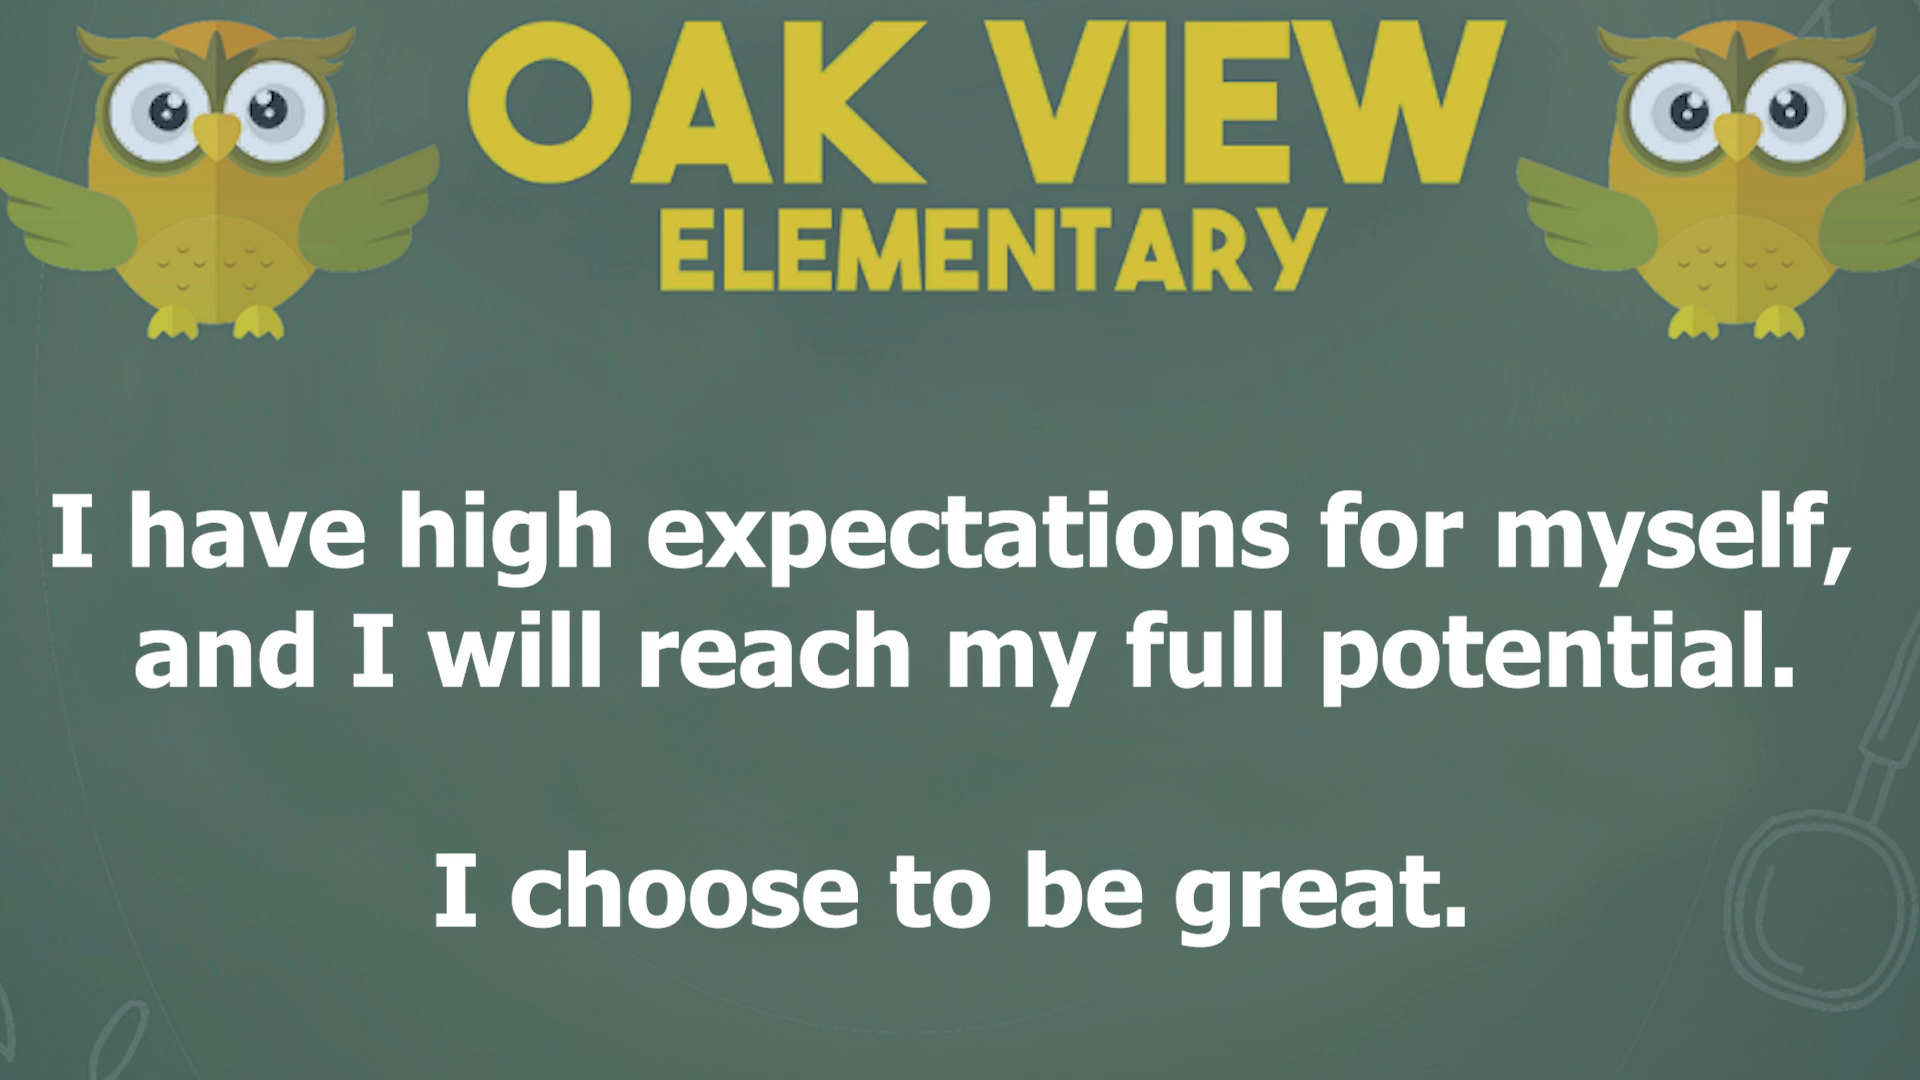 OAK VIEW
ELEMENTARY
I have high expectations for myself,
and I will reach my full potential.
I choose to be great.